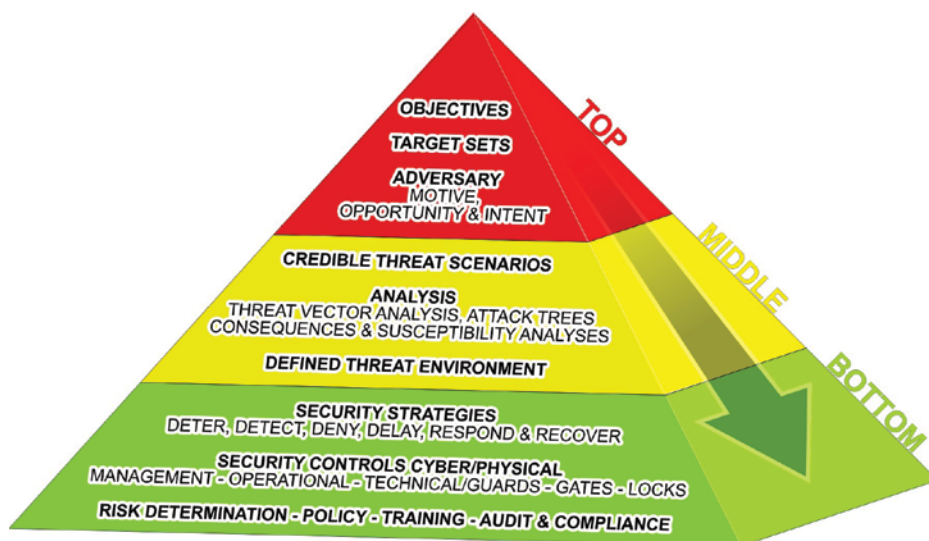 OBJECTIVES
TARGET SETS
ADVERSARY
MOTIVE,
OPPORTUNITY & INTENT
TOP
CREDIBLE THREAT SCENARIOS
ANALYSIS
THREAT VECTOR ANALYSIS, ATTACK TREES
CONSEQUENCES & SUSCEPTIBILITY ANALYSES
DEFINED THREAT ENVIRONMENT
MIDDLE
SECURITY STRATEGIES
DETER, DETECT, DENY, DELAY, RESPOND & RECOVER
SECURITY CONTROLS CYBER/PHYSICAL
MANAGEMENT - OPERATIONAL - TECHNICAL/GUARDS - GATES - LOCKS
RISK DETERMINATION - POLICY - TRAINING - AUDIT & COMPLIANCE
BOTTOM